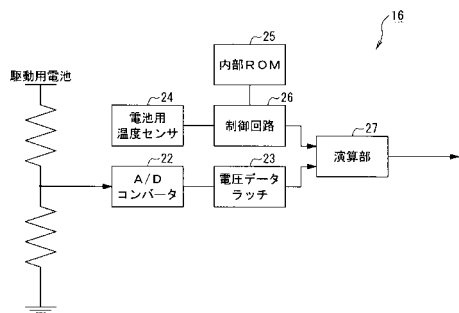 16
25
内部ROM
駆動用電池
24
電池用
温度センサ
26
制御回路
27
演算部
22
A/D
コンバータ
23
電圧データ
ラッチ